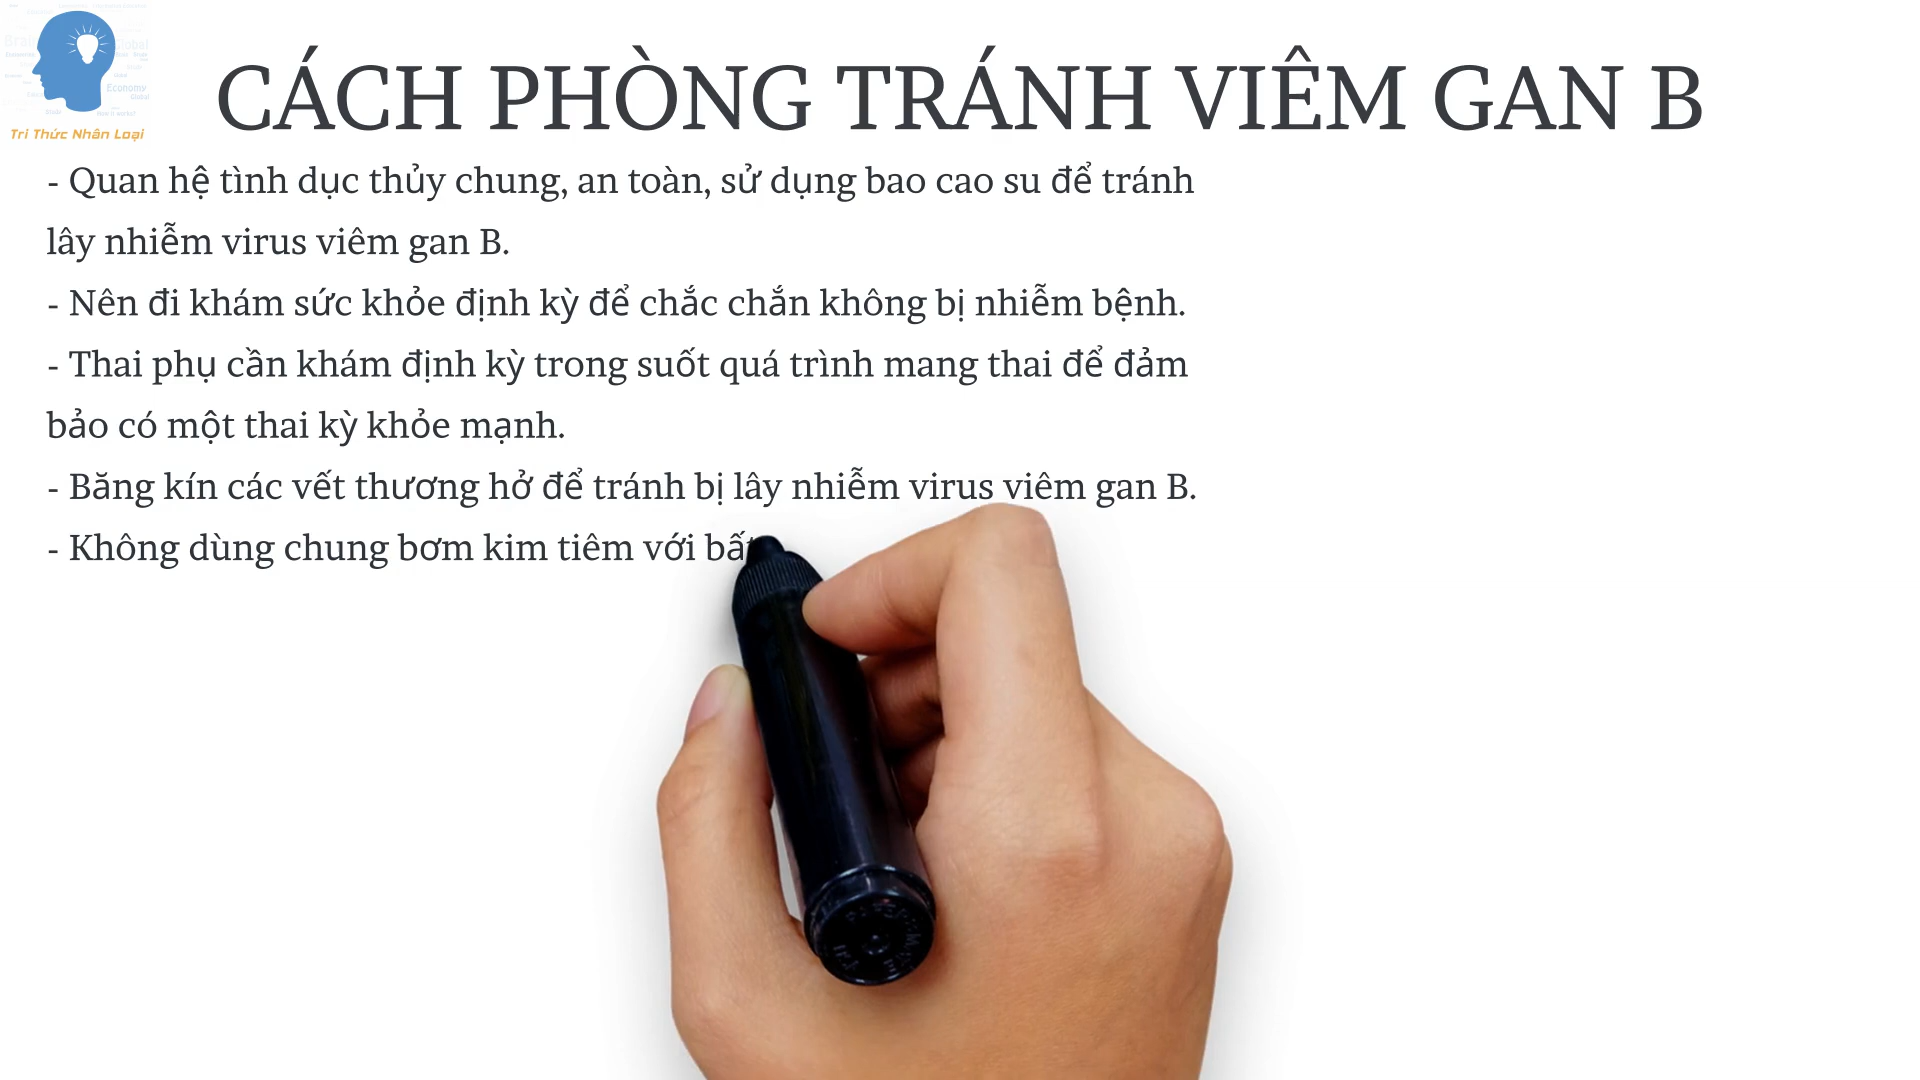 Tri Thức Nhân Loại
CÁCH PHÒNG TRÁNH VIÊM GAN B
- Quan hệ tình dục thủy chung, an toàn, sử dụng bao cao su để tránh
lây nhiễm virus viêm gan B.
- Nên đi khám sức khỏe định kỳ để chắc chắn không bị nhiễm bệnh.
- Thai phụ cần khám định kỳ trong suốt quá trình mang thai để đảm
bảo có một thai kỳ khỏe mạnh.
- Băng kín các vết thương hở để tránh bị lây nhiễm virus viêm gan B.
- Không dùng chung bơm kim tiêm với bất